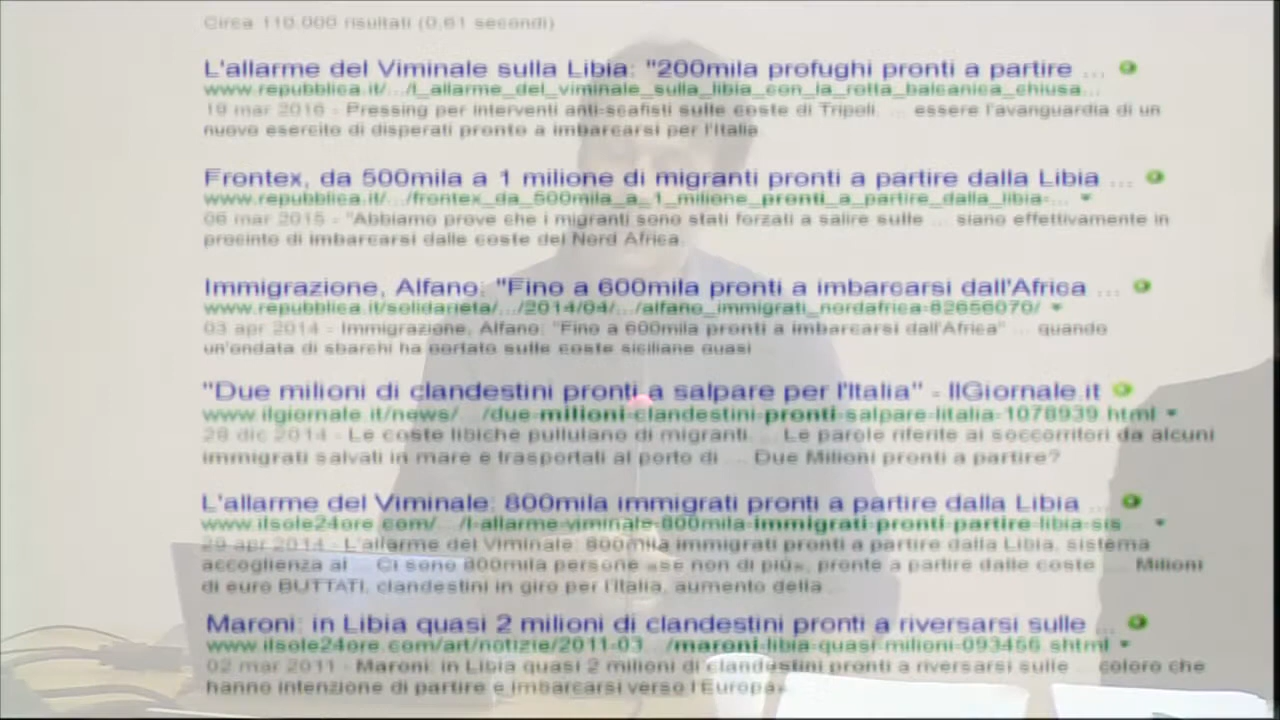 Circa 110.000 risultati (0,61 secondi)
L'allarme del Viminale sulla Libia: "200mila profughi pronti a partire ...
www.repubblica.it/.../l_allarme_del_viminale_sulla_libia_con_la_rotta_balcanica_chiusa...
19 mar 2016 - Pressing per interventi anti-scafisti sulle coste di Tripoli. ... essere l'avanguardia di un
nuovo esercito di disperati pronto a imbarcarsi per l'Italia.
Frontex, da 500mila a 1 milione di migranti pronti a partire dalla Libia ...
www.repubblica.it/.../frontex_da_500mila_a_1_milione_pronti_a_partire_dalla_libia-...
06 mar 2015 - "Abbiamo prove che i migranti sono stati forzati a salire sulle ... siano effettivamente in
procinto di imbarcarsi dalle coste del Nord Africa.
Immigrazione, Alfano: "Fino a 600mila pronti a imbarcarsi dall'Africa ...
www.repubblica.it/solidarieta/.../2014/04/.../alfano_immigrati_nordafrica-82656070/
03 apr 2014 - Immigrazione, Alfano: "Fino a 600mila pronti a imbarcarsi dall'Africa" ... quando
un'ondata di sbarchi ha portato sulle coste siciliane quasi
"Due milioni di clandestini pronti a salpare per l'Italia" - IlGiornale.it
www.ilgiornale.it/news/.../due-milioni-clandestini-pronti-salpare-litalia-1078939.html
28 dic 2014 - Le coste libiche pullulano di migranti. ... Le parole riferite ai soccorritori da alcuni
immigrati salvati in mare e trasportati al porto di ... Due Milioni pronti a partire?
L'allarme del Viminale: 800mila immigrati pronti a partire dalla Libia ...
www.ilsole24ore.com/.../l-allarme-viminale-800mila-immigrati-pronti-partire-libia-sis...
29 apr 2014 - L'allarme del Viminale: 800mila immigrati pronti a partire dalla Libia, sistema
accoglienza al ... Ci sono 800mila persone «se non di più», pronte a partire dalle coste ... Milioni
di euro BUTTATI, clandestini in giro per l'Italia, aumento della ...
Maroni: in Libia quasi 2 milioni di clandestini pronti a riversarsi sulle ...
www.ilsole24ore.com/art/notizie/2011-03.../maroni-libia-quasi-milioni-093466.shtml
02 mar 2011 - Maroni: in Libia quasi 2 milioni di clandestini pronti a riversarsi sulle ... coloro che
hanno intenzione di partire e imbarcarsi verso l'Europa».